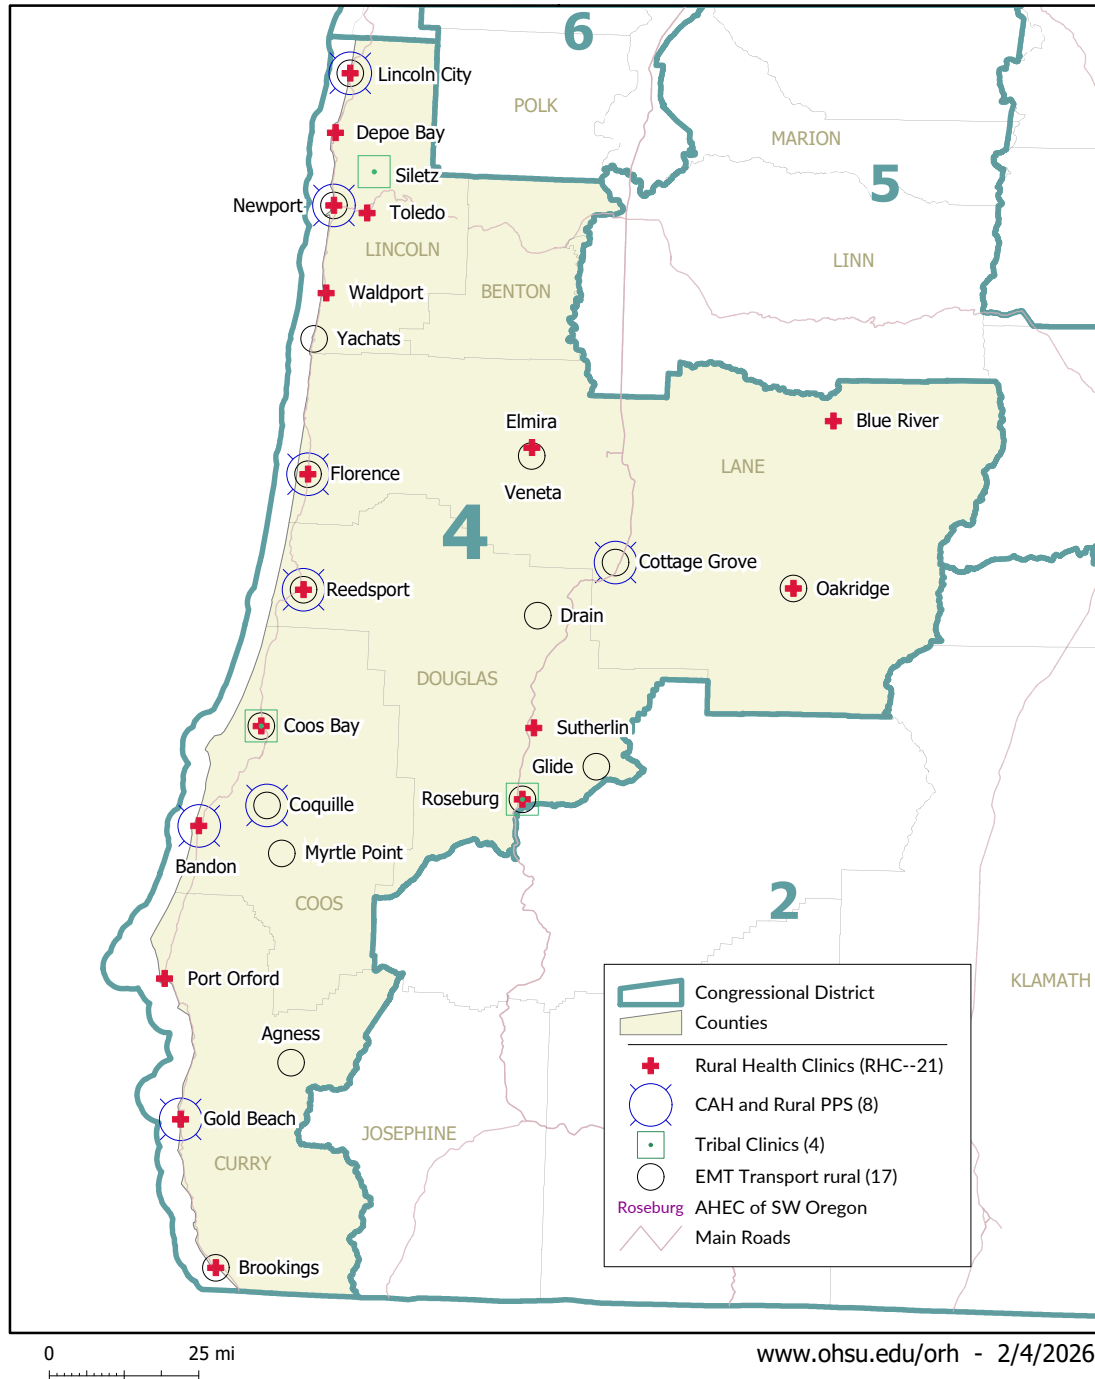 6
Lincoln City
POLK
Depoe Bay
MARION
Siletz
5
Newport
Toledo
LINCOLN
LINN
BENTON
Waldport
Yachats
Elmira
Blue River
LANE
Florence
Veneta
4
Cottage Grove
Reedsport
Oakridge
Drain
DOUGLAS
Coos Bay
Sutherlin
Glide
Roseburg
Coquille
Myrtle Point
Bandon
COOS
2
Port Orford
KLAMATH
Agness
Gold Beach
JOSEPHINE
CURRY
Brookings
Congressional District
Counties
Rural Health Clinics (RHC--21)
CAH and Rural PPS (8)
Tribal Clinics (4)
EMT Transport rural (17)
Roseburg AHEC of SW Oregon
Main Roads
0 25 mi
www.ohsu.edu/orh - 2/4/2026